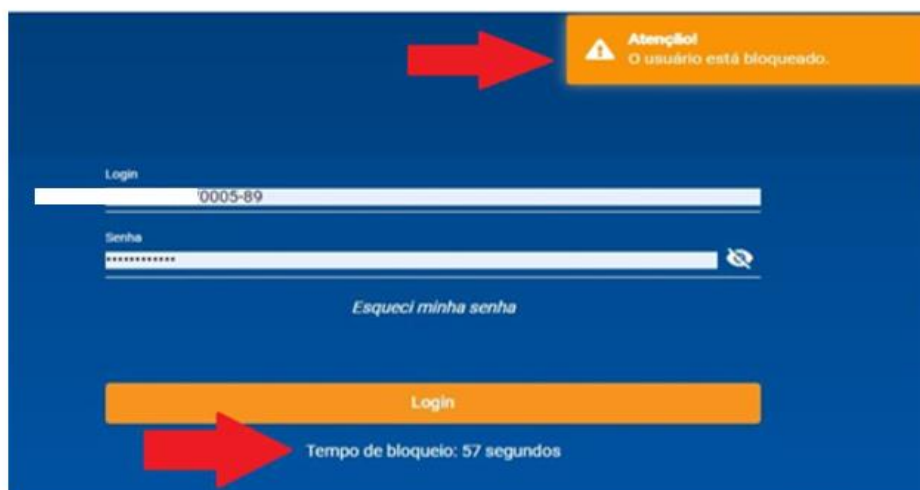 Atenção!
O usuário está bloqueado.
Login
0005-89
Senha
Esqueci minha senha
Login
Tempo de bloqueio: 57 segundos